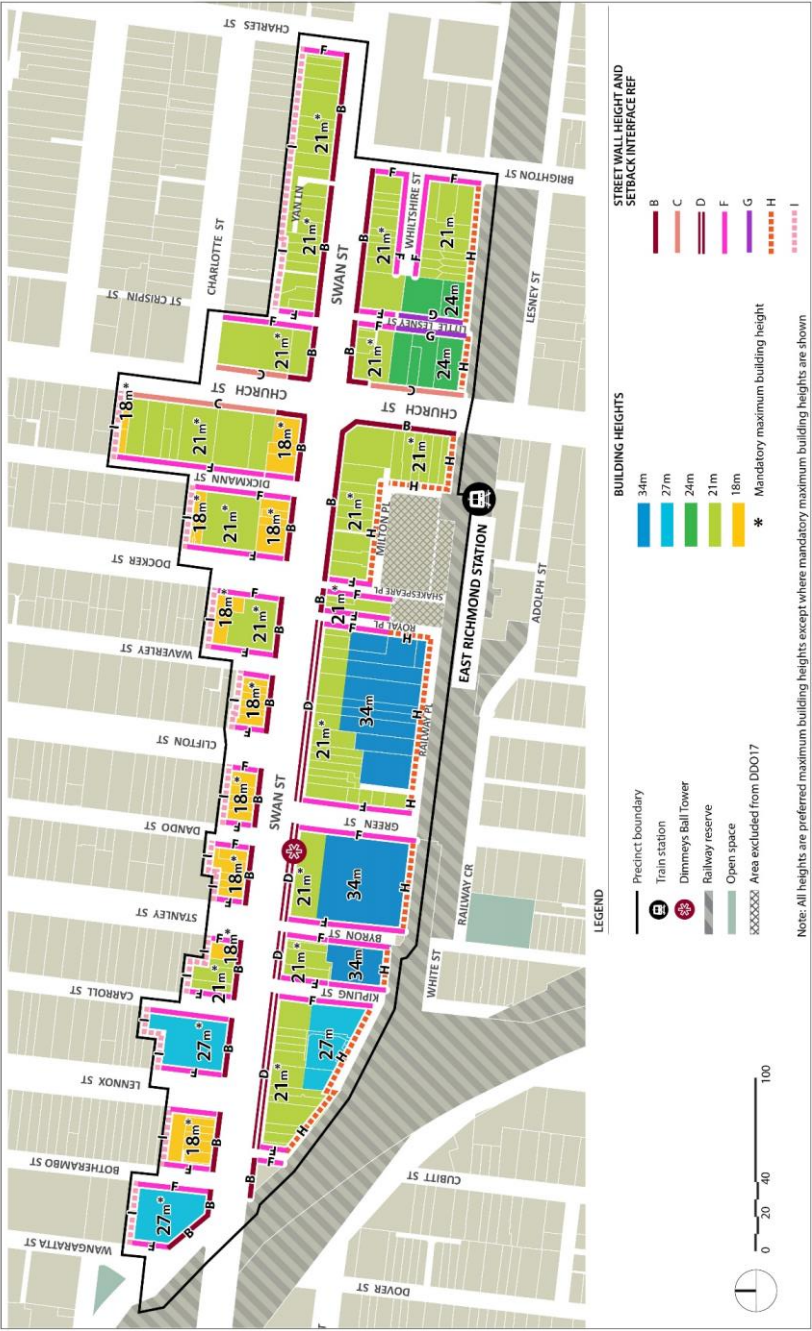 CHARLES ST
CHARLOTTE ST
ST CRISPIN ST
YAN LN
SWAN ST
WHILTSHIRE ST
BRIGHTON ST
LITTLE LESNEY ST
LESNEY ST
CHURCH ST
CHURCH ST
DICKMANN ST
DOCKER ST
MILTON PL
SHAKESPEARE PL
ROYAL PL
EAST RICHMOND STATION
ADOLPH ST
WAVERLEY ST
CLIFTON ST
DANDO ST
STANLEY ST
CARROLL ST
LENNOX ST
BOTHERAMBO ST
WANGARATTA ST
SWAN ST
RAILWAY PL
GREEN ST
BYRON ST
KIPLING ST
RAILWAY CR
WHITE ST
CUBITT ST
DOVER ST
27m*
18m*
27m*
21m*
18m*
18m*
18m*
18m*
18m*
21m*
18m*
21m*
18m*
18m*
21m*
18m*
21m*
21m*
21m*
21m*
27m
21m*
34m
21m*
34m
21m*
34m
21m*
21m*
21m*
21m*
24m
21m*
24m
21m
LEGEND
Precinct boundary
Train station
Dimmeys Ball Tower
Railway reserve
Open space
Area excluded from DDO17
BUILDING HEIGHTS
34m
27m
24m
21m
18m
* Mandatory maximum building height
STREET WALL HEIGHT AND
SETBACK INTERFACE REF
B
C
D
F
G
H
I
Note: All heights are preferred maximum building heights except where mandatory maximum building heights are shown
0 20 40 100